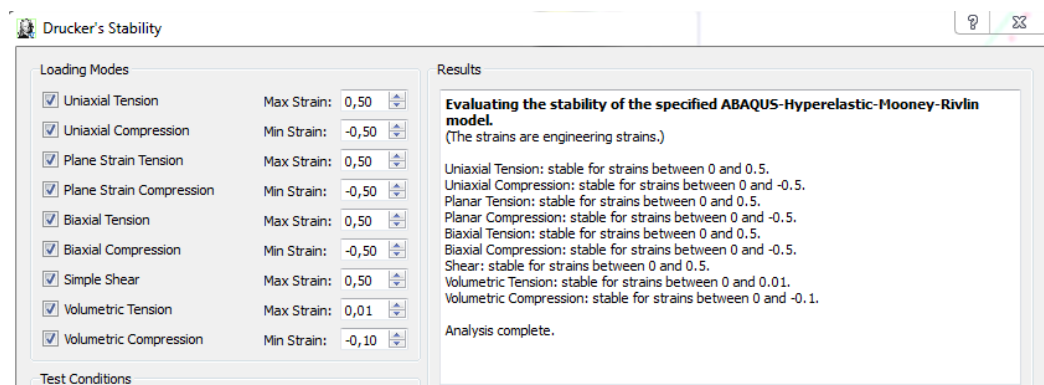 Drucker's Stability
Loading Modes
Uniaxial Tension Max Strain: 0,50
Uniaxial Compression Min Strain: -0,50
Plane Strain Tension Max Strain: 0,50
Plane Strain Compression Min Strain: -0,50
Biaxial Tension Max Strain: 0,50
Biaxial Compression Min Strain: -0,50
Simple Shear Max Strain: 0,50
Volumetric Tension Max Strain: 0,01
Volumetric Compression Min Strain: -0,10
Test Conditions
Results
Evaluating the stability of the specified ABAQUS-Hyperelastic-Mooney-Rivlin
model.
(The strains are engineering strains.)
Uniaxial Tension: stable for strains between 0 and 0.5.
Uniaxial Compression: stable for strains between 0 and -0.5.
Planar Tension: stable for strains between 0 and 0.5.
Planar Compression: stable for strains between 0 and -0.5.
Biaxial Tension: stable for strains between 0 and 0.5.
Biaxial Compression: stable for strains between 0 and -0.5.
Shear: stable for strains between 0 and 0.5.
Volumetric Tension: stable for strains between 0 and 0.01.
Volumetric Compression: stable for strains between 0 and -0.1.
Analysis complete.